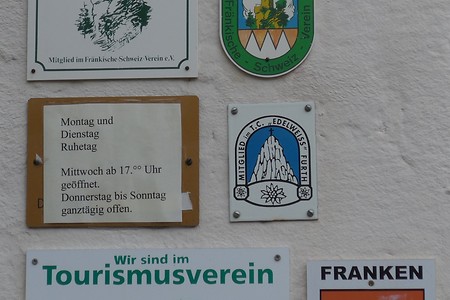 Mitglied im Fränkische-Schweiz-Verein e.V.
Fränkische - Schweiz - Verein
Montag und
Dienstag
Ruhetag
Mittwoch ab 17.°° Uhr
geöffnet.
Donnerstag bis Sonntag
ganztägig offen.
D
MITGLIED im T.C. „EDELWEISS" FÜRTH
Wir sind im
Tourismusverein
FRANKEN